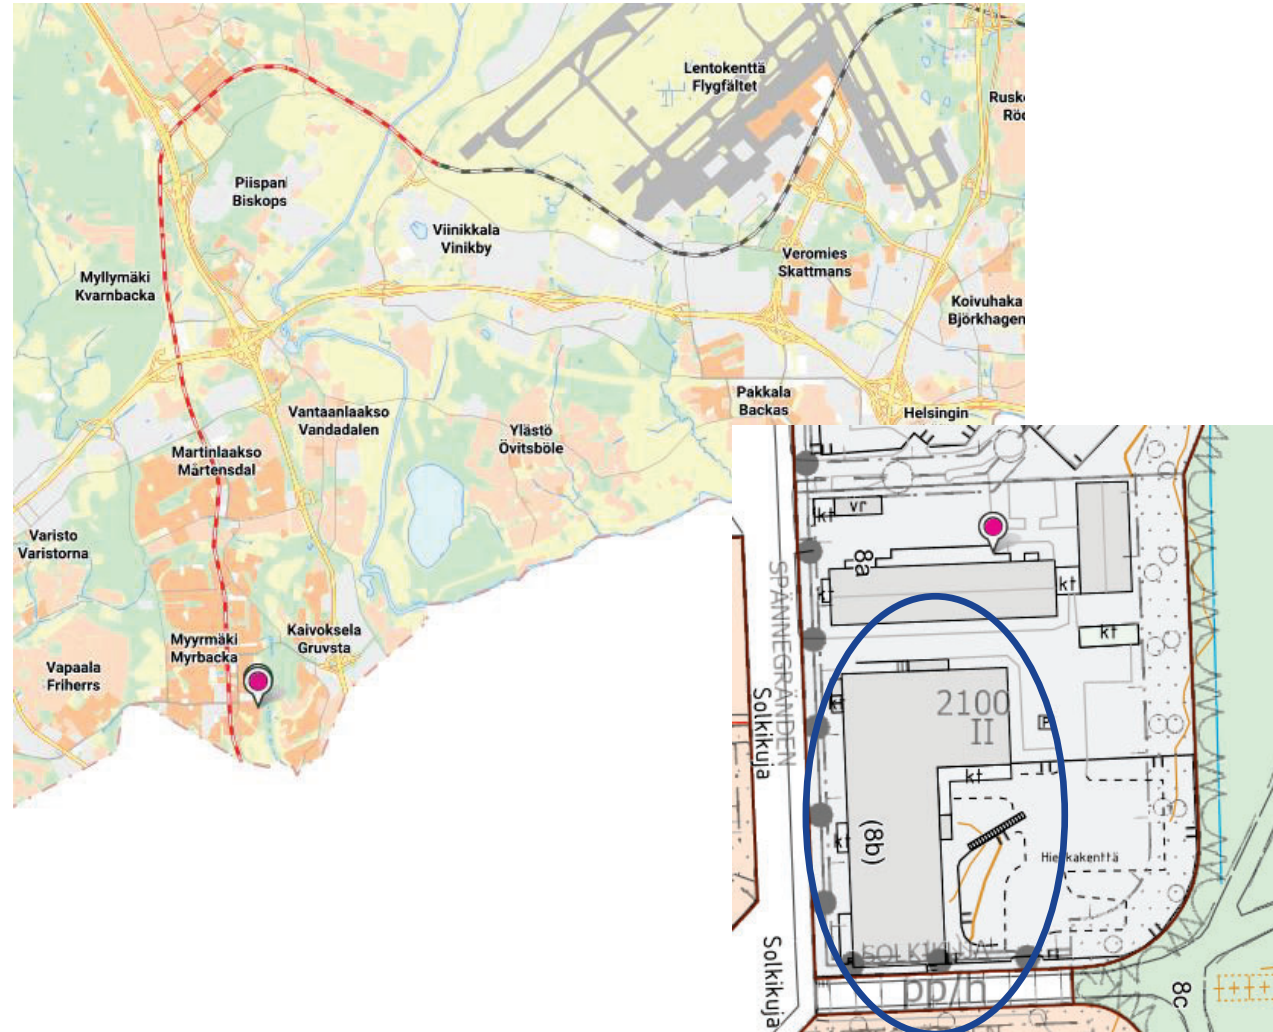 Lentokenttä
Flygfältet
Piispan
Biskops
Viinikkala
Vinikby
Veromies
Skattmans
Myllymäki
Kvarnbacka
Koivuhaka
Björkhagen
Pakkala
Backas
Helsingin
Vantaanlaakso
Vandadalen
Ylästö
Övitsböle
Martinlaakso
Mårtensdal
Varisto
Varistorna
Kaivoksela
Gruvsta
Myyrmäki
Myrbacka
Vapaala
Friherrs
kt
vr
8a
kt
kt
kt
SPÄNNEGRÄNDEN
Solkikuja
2100
II
kt
P
kt
kt
(8b)
Hiekkakenttä
SOLKIKUJA
Solkikuja
pp/h
8c